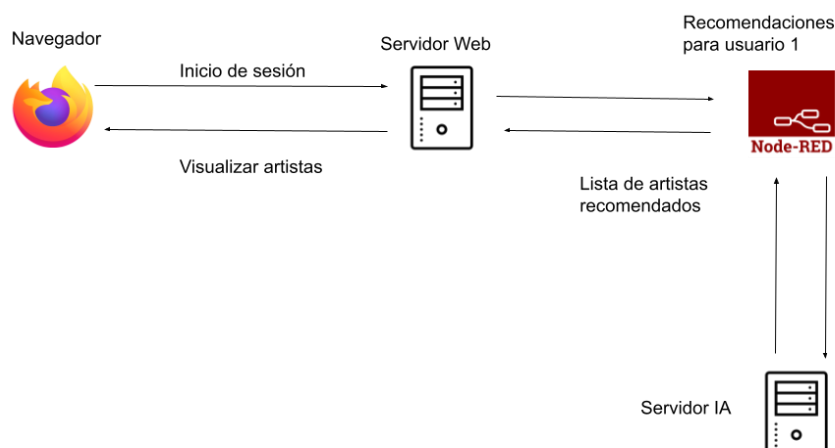 Navegador
Inicio de sesión
Visualizar artistas
Servidor Web
Recomendaciones
para usuario 1
Node-RED
Lista de artistas
recomendados
Servidor IA